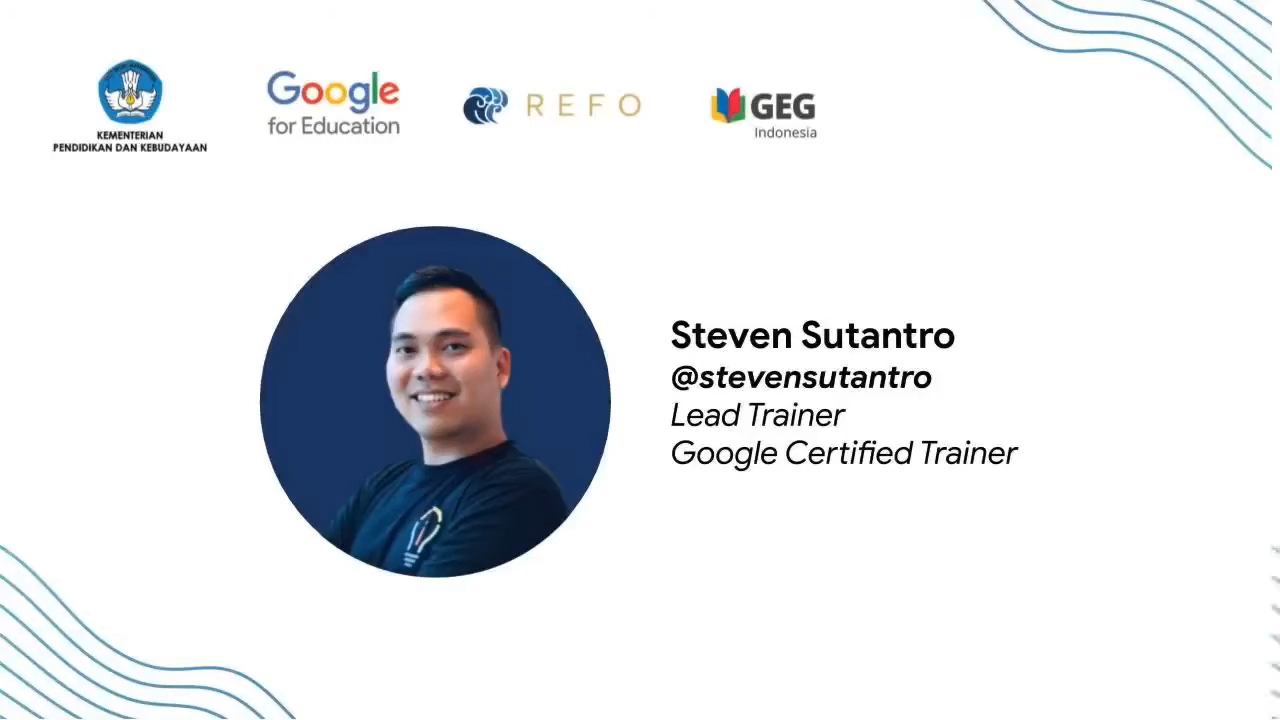 KEMENTERIAN
PENDIDIKAN DAN KEBUDAYAAN
Google
for Education
REFO
GEG
Indonesia
Steven Sutantro
@stevensutantro
Lead Trainer
Google Certified Trainer